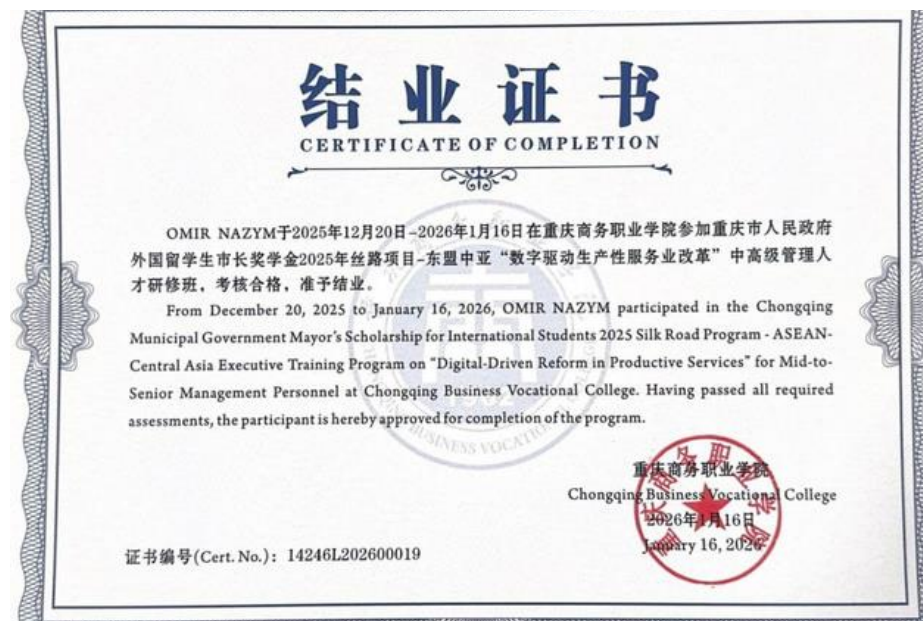 结业证书
CERTIFICATE OF COMPLETION
OMIR NAZYM于2025年12月20日-2026年1月16日在重庆商务职业学院参加重庆市人民政府
外国留学生市长奖学金2025年丝路项目-东盟中亚“数字驱动生产性服务业改革”中高级管理人
才研修班，考核合格，准予结业。
From December 20, 2025 to January 16, 2026, OMIR NAZYM participated in the Chongqing
Municipal Government Mayor's Scholarship for International Students 2025 Silk Road Program - ASEAN-
Central Asia Executive Training Program on “Digital-Driven Reform in Productive Services” for Mid-to-
Senior Management Personnel at Chongqing Business Vocational College. Having passed all required
assessments, the participant is hereby approved for completion of the program.
重庆商务职业学院
Chongqing Business Vocational College
2026年1月16日
January 16, 2026
重庆商务职业学院
证书编号(Cert. No.)：14246L202600019